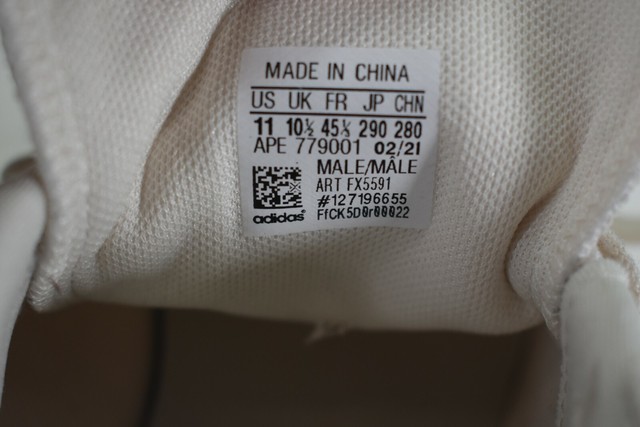 MADE IN CHINA
US UK FR JP CHN
11 10½ 45⅓ 290 280
APE 779001 02/21
MALE/MÂLE
ART FX5591
#127196655
adidas FfCK5D0r00022